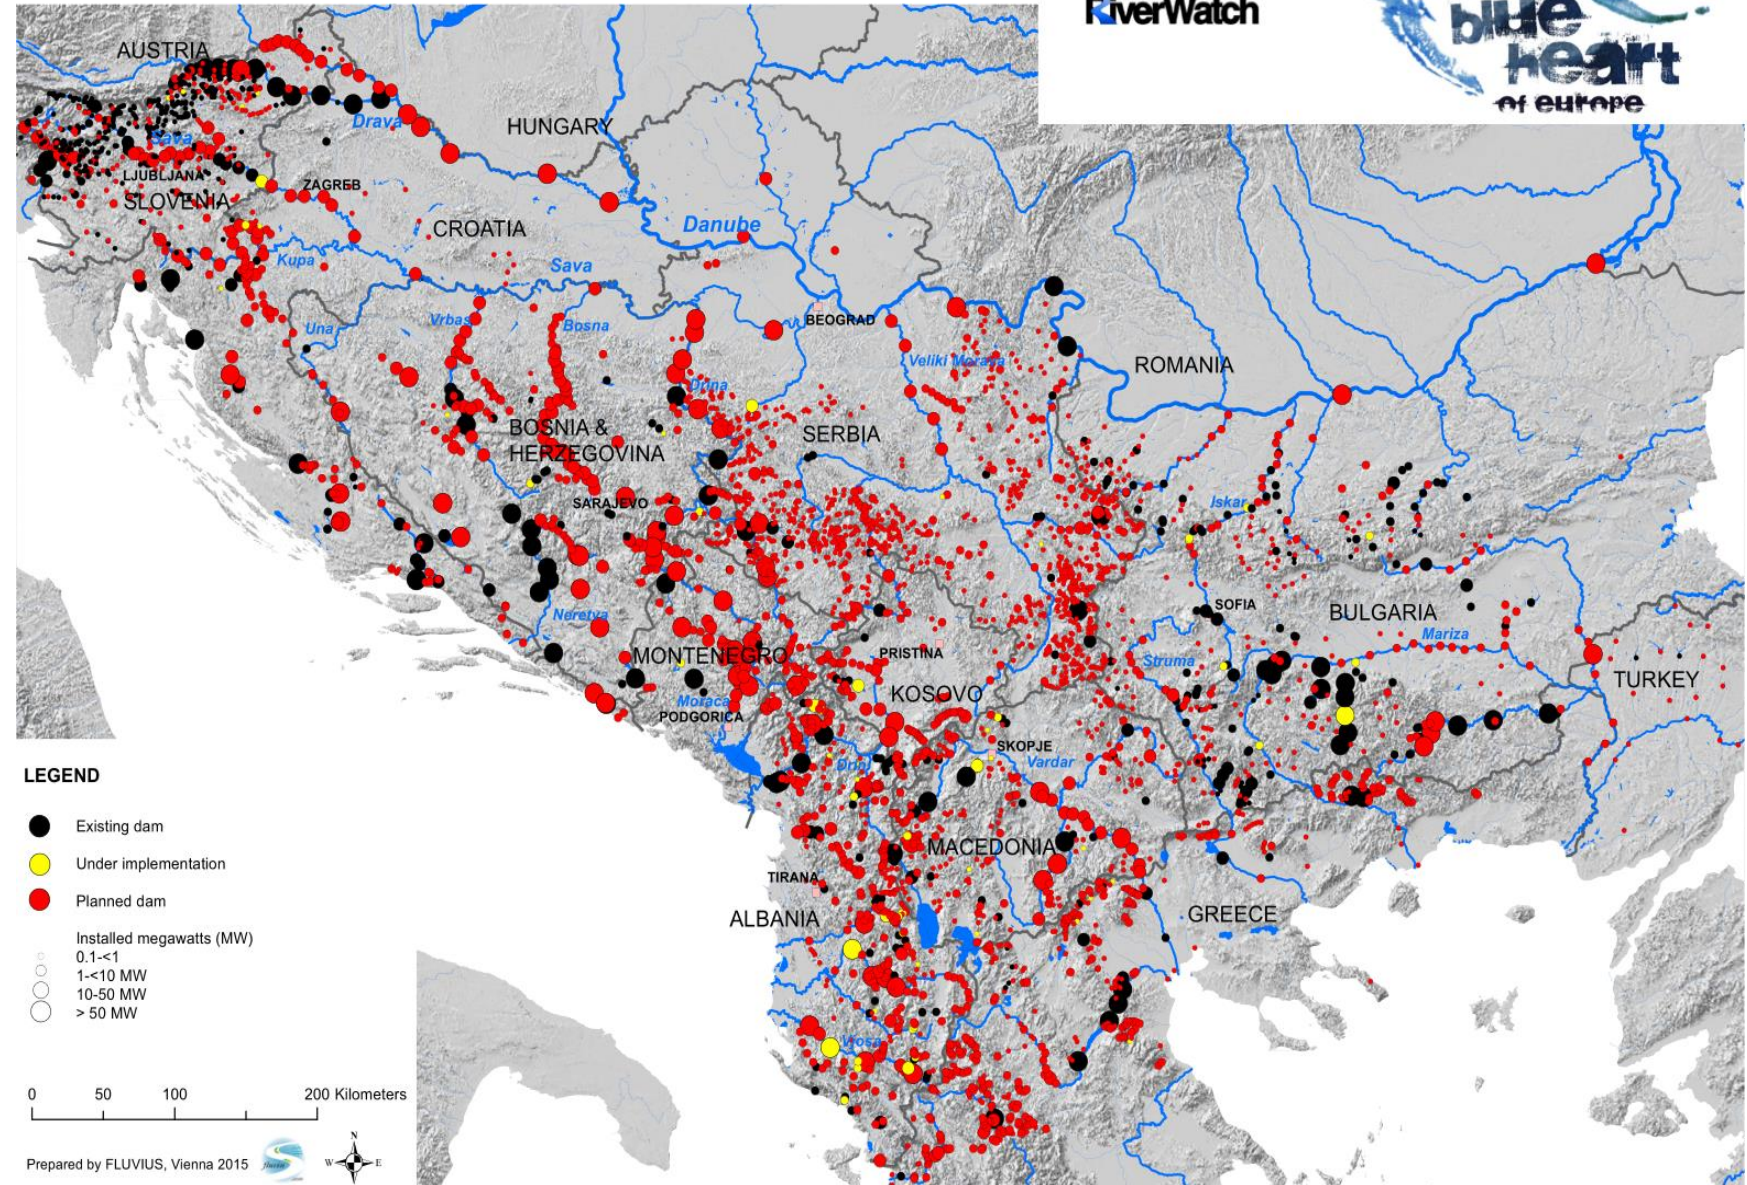 RiverWatch
blue
heart
of europe
AUSTRIA
HUNGARY
Drava
Sava
LJUBLJANA
SLOVENIA
ZAGREB
CROATIA
Danube
Kupa
Sava
Una
Vrbas
Bosna
BEOGRAD
Veliki Morava
ROMANIA
Drina
BOSNIA &
HERZEGOVINA
SERBIA
SARAJEVO
Iskar
Neretva
SOFIA
BULGARIA
Mariza
MONTENEGRO
PRISTINA
Struma
KOSOVO
TURKEY
Moraca
PODGORICA
SKOPJE
Drin
Vardar
MACEDONIA
TIRANA
ALBANIA
GREECE
Vjosa
LEGEND
Existing dam
Under implementation
Planned dam
Installed megawatts (MW)
0.1-<1
1-<10 MW
10-50 MW
> 50 MW
0 50 100 200 Kilometers
Prepared by FLUVIUS, Vienna 2015
fluvius
N
W E
S